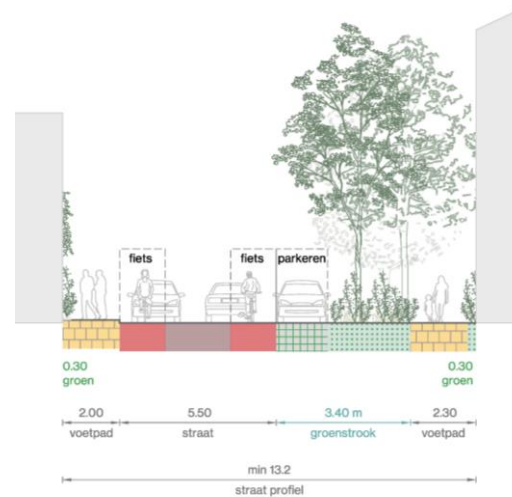 fiets
fiets
parkeren
0.30
groen
0.30
groen
2.00
5.50
3.40 m
2.30
voetpad
straat
groenstrook
voetpad
min 13.2
straat profiel